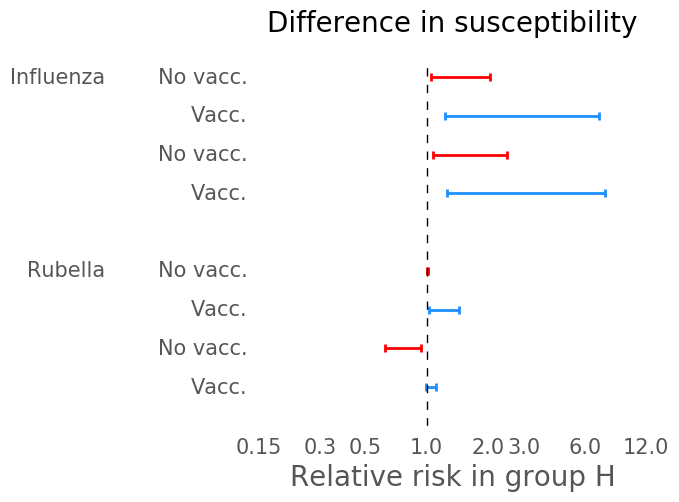 Difference in susceptibility
Influenza No vacc.
Vacc.
No vacc.
Vacc.
Rubella No vacc.
Vacc.
No vacc.
Vacc.
0.15 0.3 0.5 1.0 2.0 3.0 6.0 12.0
Relative risk in group H